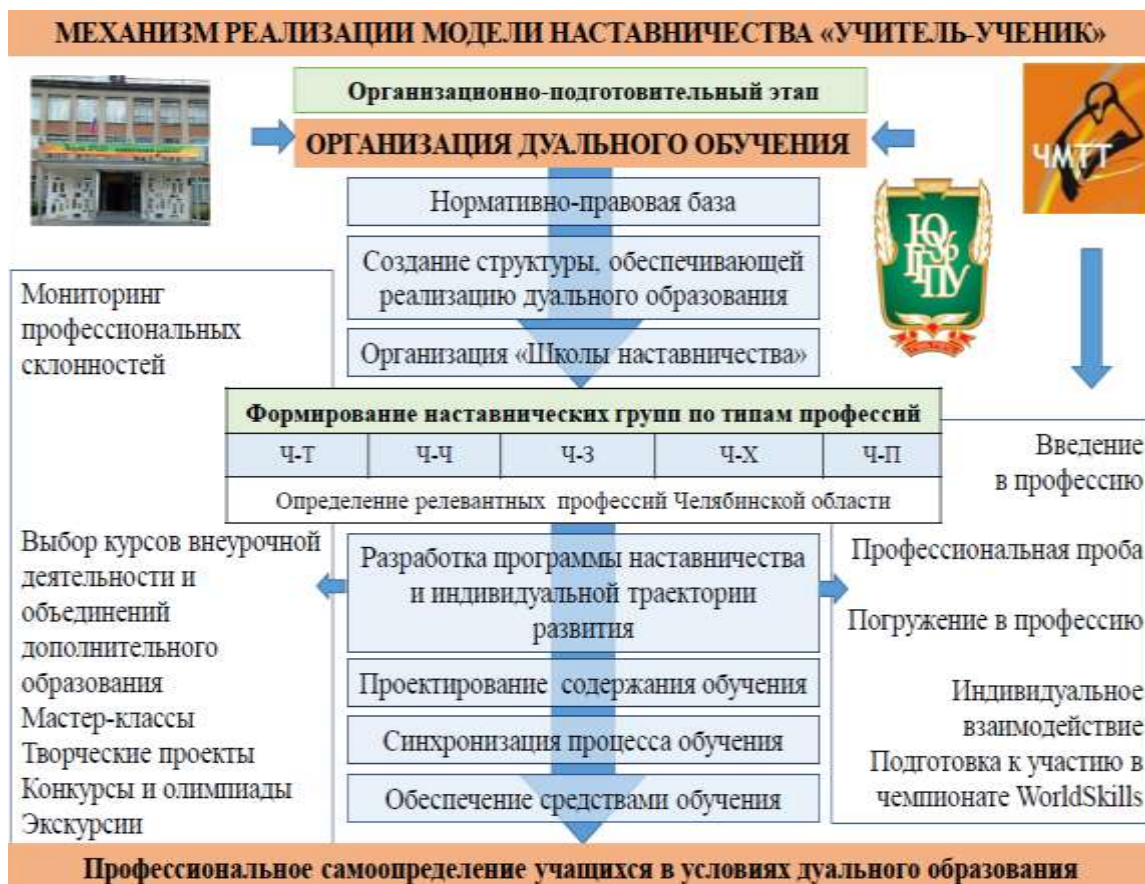 МЕХАНИЗМ РЕАЛИЗАЦИИ МОДЕЛИ НАСТАВНИЧЕСТВА «УЧИТЕЛЬ-УЧЕНИК»
Организационно-подготовительный этап
ОРГАНИЗАЦИЯ ДУАЛЬНОГО ОБУЧЕНИЯ
ЧМТТ
Нормативно-правовая база
Создание структуры, обеспечивающей
реализацию дуального образования
Организация «Школы наставничества»
Мониторинг
профессиональных
склонностей
Формирование наставнических групп по типам профессий
Ч-Т Ч-Ч Ч-З Ч-Х Ч-П
Определение релевантных профессий Челябинской области
Выбор курсов внеурочной
деятельности и
объединений
дополнительного
образования
Мастер-классы
Творческие проекты
Конкурсы и олимпиады
Экскурсии
Разработка программы наставничества
и индивидуальной траектории
развития
Проектирование содержания обучения
Синхронизация процесса обучения
Обеспечение средствами обучения
Введение
в профессию
Профессиональная проба
Погружение в профессию
Индивидуальное
взаимодействие
Подготовка к участию в
чемпионате WorldSkills
Профессиональное самоопределение учащихся в условиях дуального образования